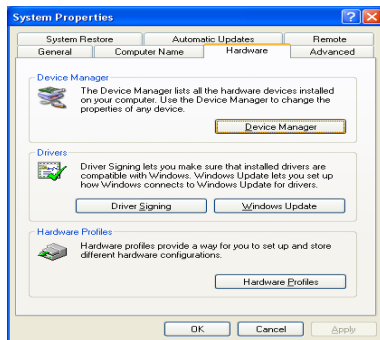 System Properties
System Restore Automatic Updates Remote
General Computer Name Hardware Advanced
Device Manager
The Device Manager lists all the hardware devices installed
on your computer. Use the Device Manager to change the
properties of any device.
Device Manager
Drivers
Driver Signing lets you make sure that installed drivers are
compatible with Windows. Windows Update lets you set up
how Windows connects to Windows Update for drivers.
Driver Signing Windows Update
Hardware Profiles
Hardware profiles provide a way for you to set up and store
different hardware configurations.
Hardware Profiles
OK Cancel Apply